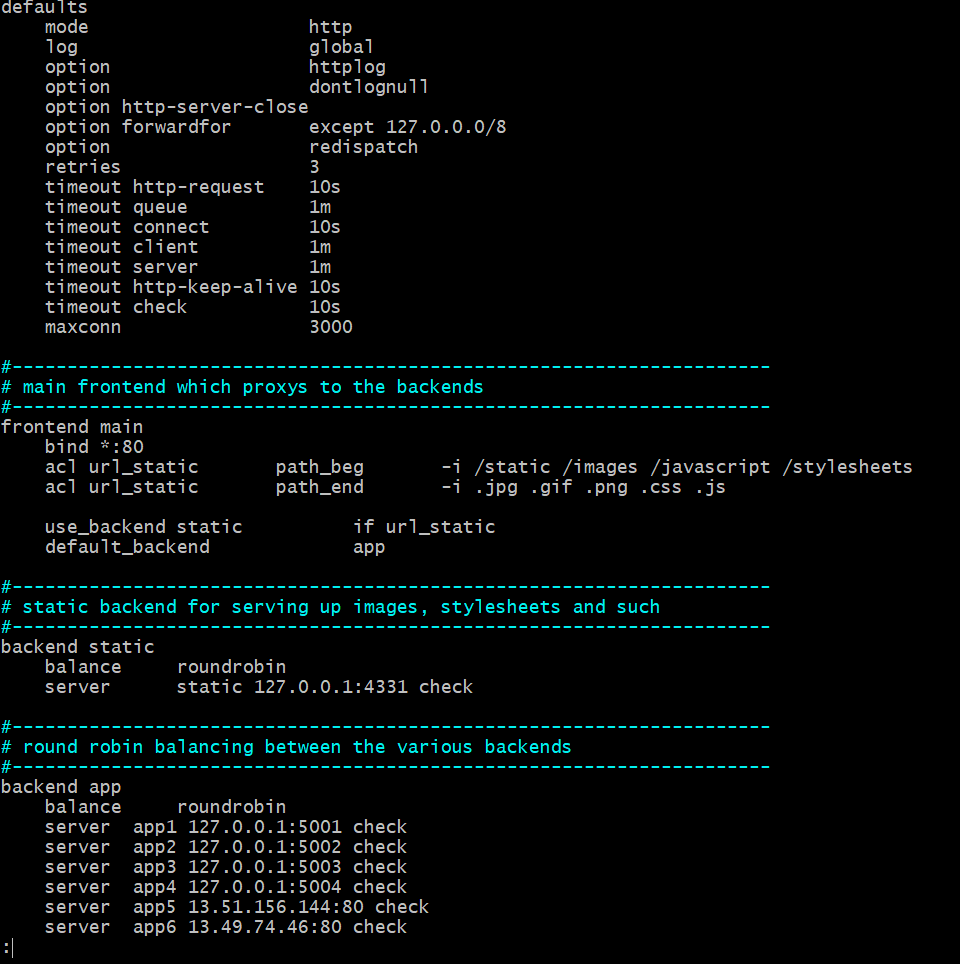 defaults
    mode                    http
    log                     global
    option                  httplog
    option                  dontlognull
    option http-server-close
    option forwardfor       except 127.0.0.0/8
    option                  redispatch
    retries                 3
    timeout http-request    10s
    timeout queue           1m
    timeout connect         10s
    timeout client          1m
    timeout server          1m
    timeout http-keep-alive 10s
    timeout check           10s
    maxconn                 3000

#---------------------------------------------------------------------
# main frontend which proxys to the backends
#---------------------------------------------------------------------
frontend main
    bind *:80
    acl url_static       path_beg       -i /static /images /javascript /stylesheets
    acl url_static       path_end       -i .jpg .gif .png .css .js

    use_backend static          if url_static
    default_backend             app

#---------------------------------------------------------------------
# static backend for serving up images, stylesheets and such
#---------------------------------------------------------------------
backend static
    balance     roundrobin
    server      static 127.0.0.1:4331 check

#---------------------------------------------------------------------
# round robin balancing between the various backends
#---------------------------------------------------------------------
backend app
    balance     roundrobin
    server  app1 127.0.0.1:5001 check
    server  app2 127.0.0.1:5002 check
    server  app3 127.0.0.1:5003 check
    server  app4 127.0.0.1:5004 check
    server  app5 13.51.156.144:80 check
    server  app6 13.49.74.46:80 check
: